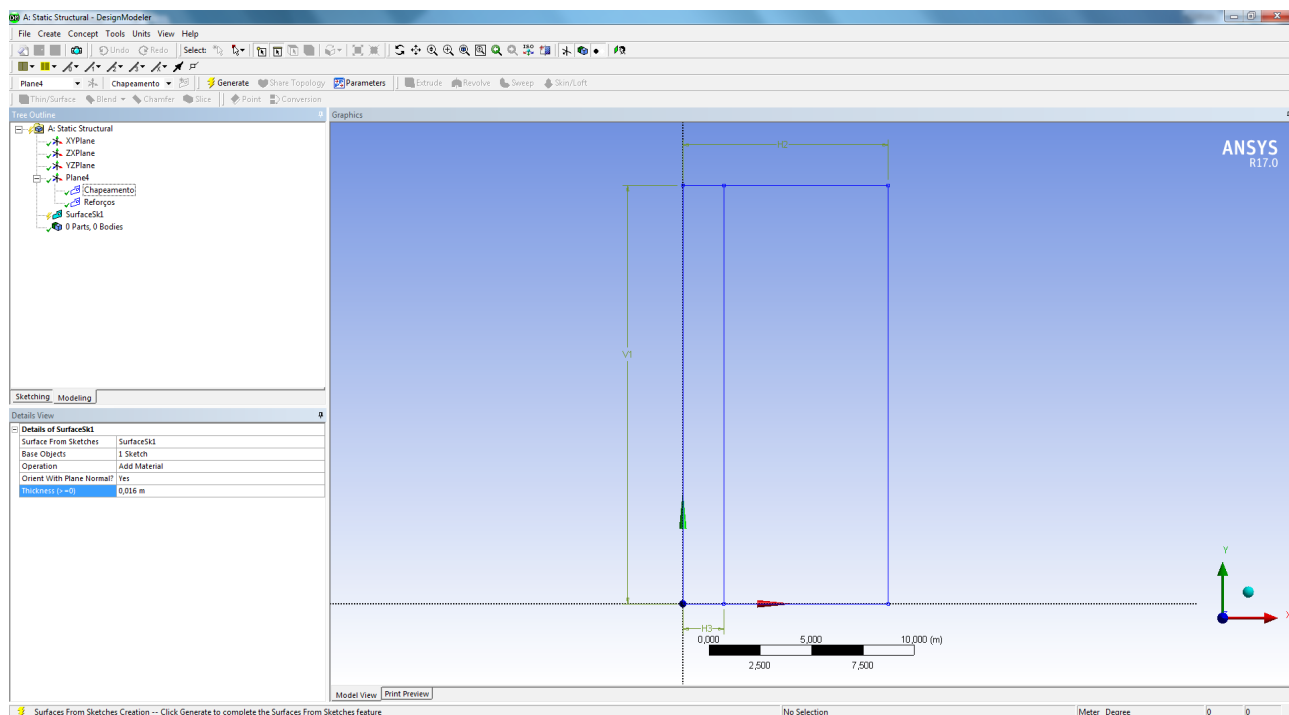 A: Static Structural - DesignModeler
File Create Concept Tools Units View Help
Undo Redo Select:
Plane4 Chapeamento Generate Share Topology Parameters Extrude Revolve Sweep Skin/Loft
Thin/Surface Blend Chamfer Slice Point Conversion
Tree Outline
A: Static Structural
XYPlane
ZXPlane
YZPlane
Plane4
Chapeamento
Reforços
SurfaceSk1
0 Parts, 0 Bodies
Sketching Modeling
Details View
Details of SurfaceSk1
Surface From Sketches SurfaceSk1
Base Objects 1 Sketch
Operation Add Material
Orient With Plane Normal? Yes
Thickness (>=0) 0,016 m
Graphics
ANSYS
R17.0
H2
V1
H3
0,000 5,000 10,000 (m)
2,500 7,500
Y
X
Model View Print Preview
Surfaces From Sketches Creation -- Click Generate to complete the Surfaces From Sketches feature No Selection Meter Degree 0 0